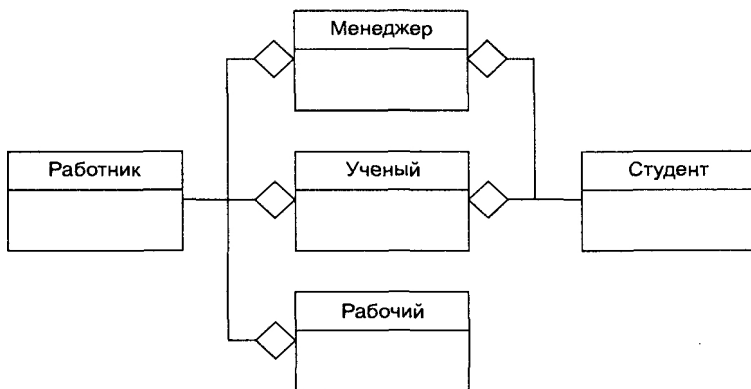 Менеджер
Работник
Ученый
Студент
Рабочий